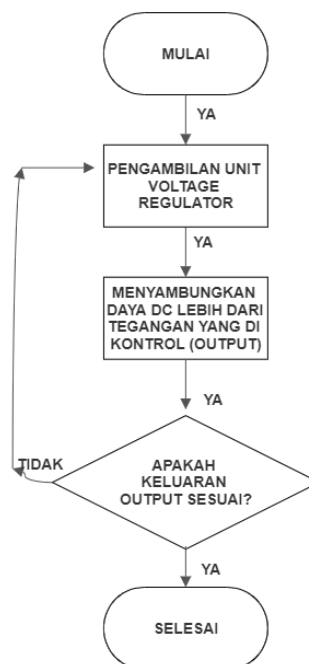 MULAI
YA
PENGAMBILAN UNIT
VOLTAGE
REGULATOR
YA
MENYAMBUNGKAN
DAYA DC LEBIH DARI
TEGANGAN YANG DI
KONTROL (OUTPUT)
YA
TIDAK
APAKAH
KELUARAN
OUTPUT SESUAI?
YA
SELESAI